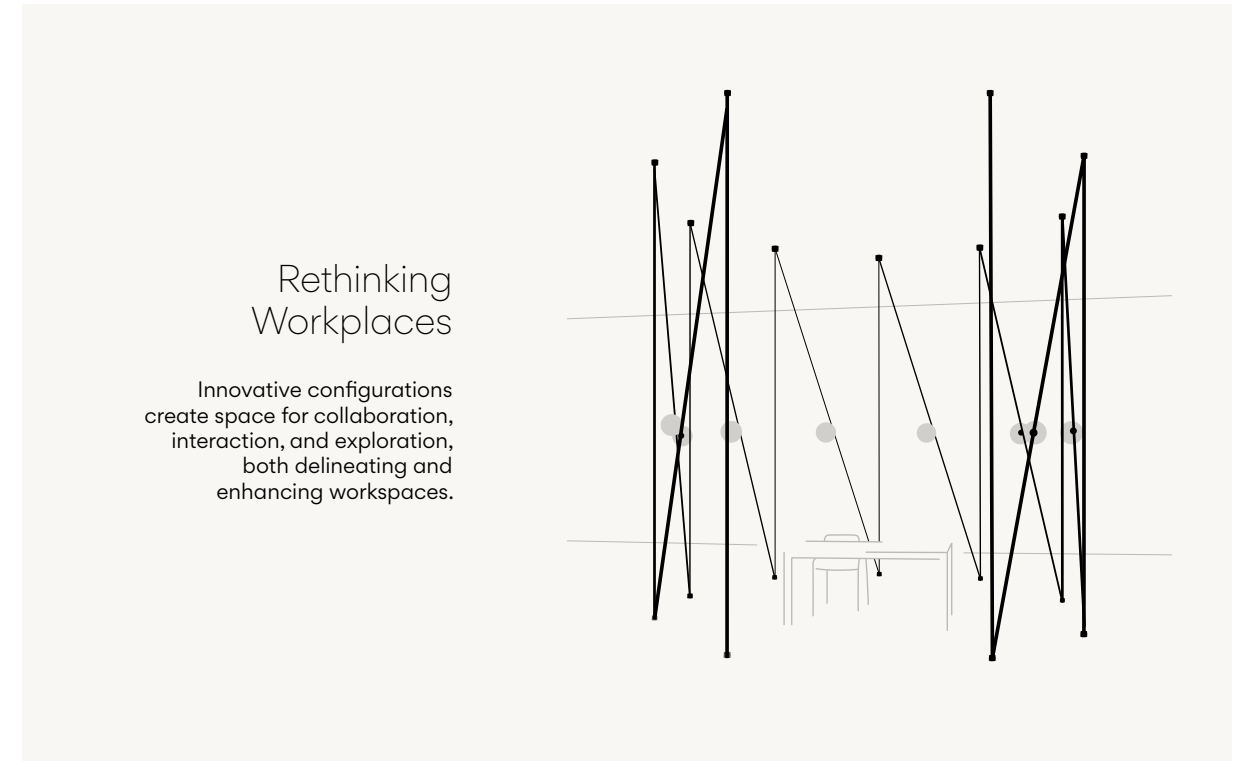 Rethinking
Workplaces
Innovative configurations
create space for collaboration,
interaction, and exploration,
both delineating and
enhancing workspaces.